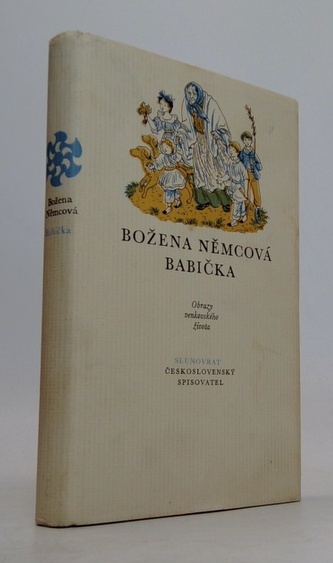 Božena
Němcová
Babička
BOŽENA NĚMCOVÁ
BABIČKA
Obrazy
venkovského
života
SLUNOVRAT
ČESKOSLOVENSKÝ
SPISOVATEL